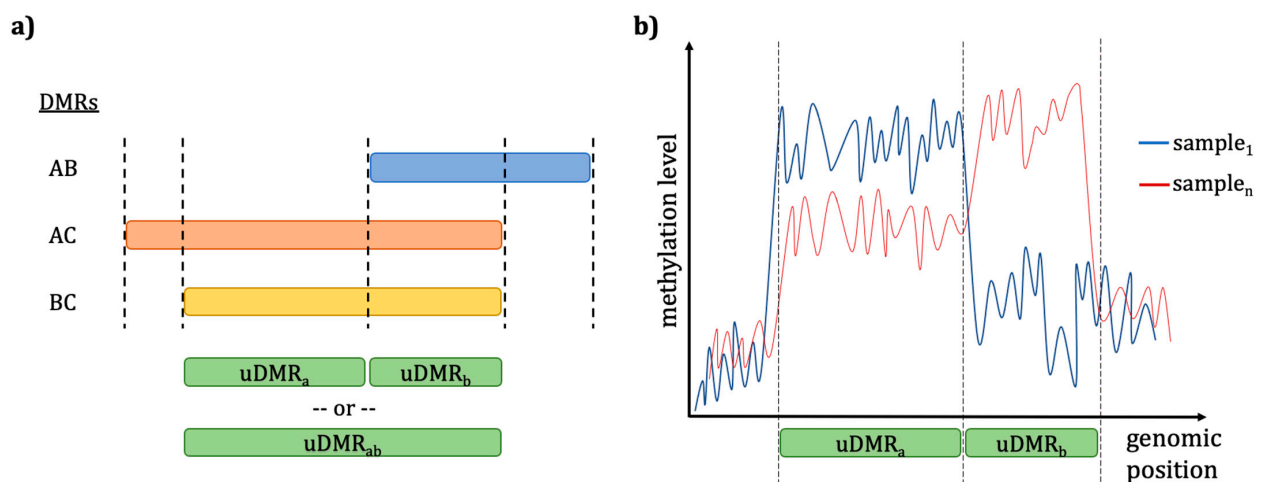 a)
DMRs
AB
AC
BC
uDMRa
uDMRb
-- or --
uDMRab
b)
methylation level
sample1
samplen
uDMRa
uDMRb
genomic
position